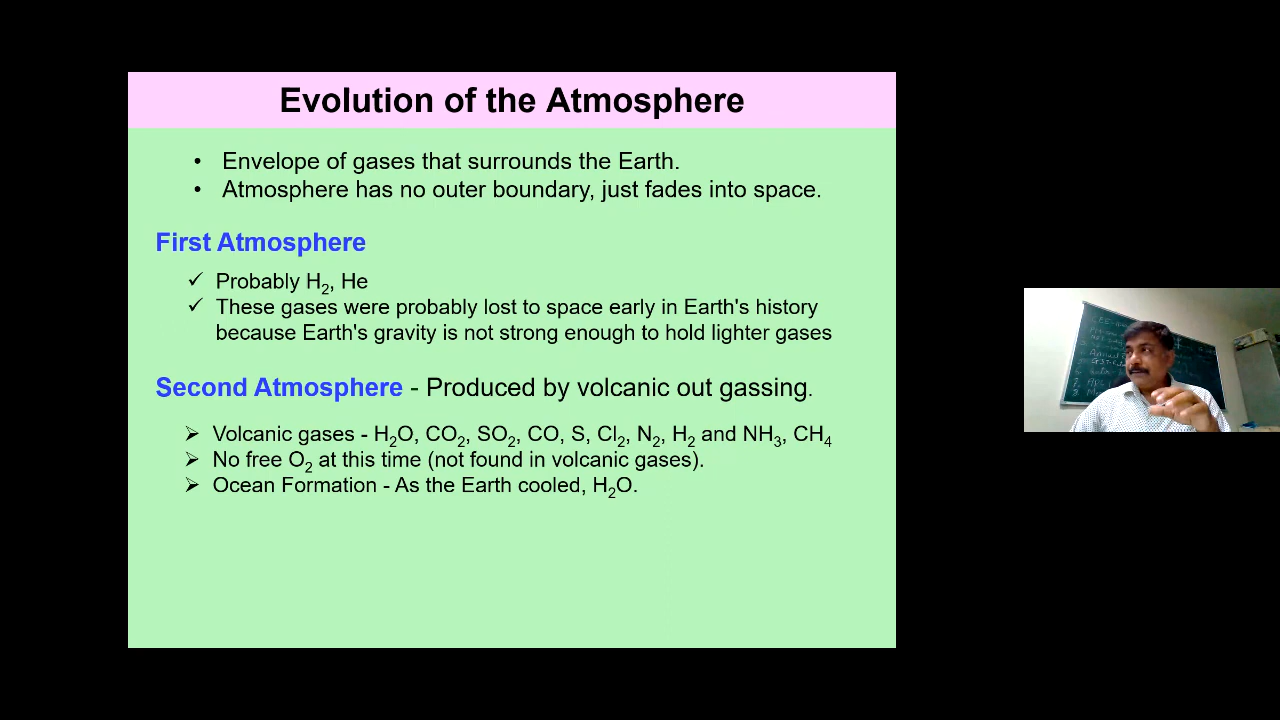 Evolution of the Atmosphere
• Envelope of gases that surrounds the Earth.
• Atmosphere has no outer boundary, just fades into space.
First Atmosphere
✓ Probably H₂, He
✓ These gases were probably lost to space early in Earth's history
because Earth's gravity is not strong enough to hold lighter gases
Second Atmosphere - Produced by volcanic out gassing.
➢ Volcanic gases - H₂O, CO₂, SO₂, CO, S, Cl₂, N₂, H₂ and NH₃, CH₄
➢ No free O₂ at this time (not found in volcanic gases).
➢ Ocean Formation - As the Earth cooled, H₂O.